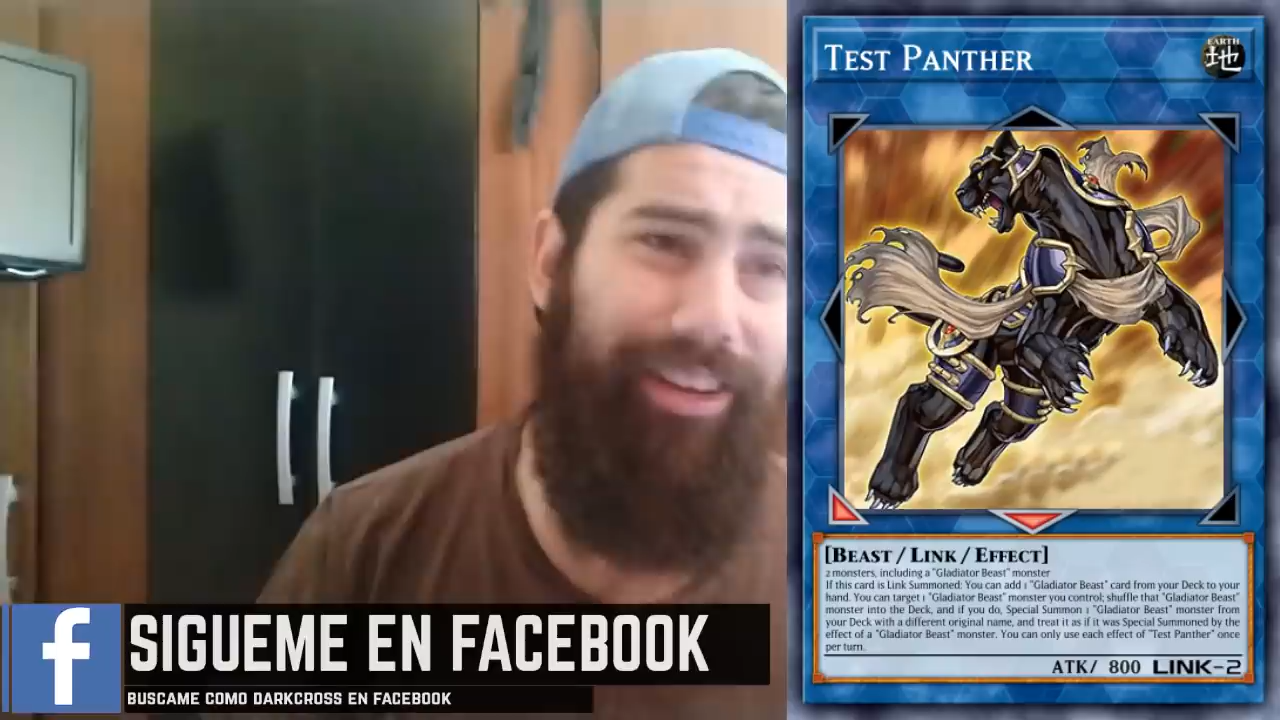 TEST PANTHER
EARTH
地
[BEAST / LINK / EFFECT]
2 monsters, including a "Gladiator Beast" monster
If this card is Link Summoned: You can add 1 "Gladiator Beast" card from your Deck to your
hand. You can target 1 "Gladiator Beast" monster you control; shuffle that "Gladiator Beast"
monster into the Deck, and if you do, Special Summon 1 "Gladiator Beast" monster from
your Deck with a different original name, and treat it as if it was Special Summoned by the
effect of a "Gladiator Beast" monster. You can only use each effect of "Test Panther" once
per turn.
ATK/ 800 LINK-2
f
SIGUEME EN FACEBOOK
BUSCAME COMO DARKCROSS EN FACEBOOK